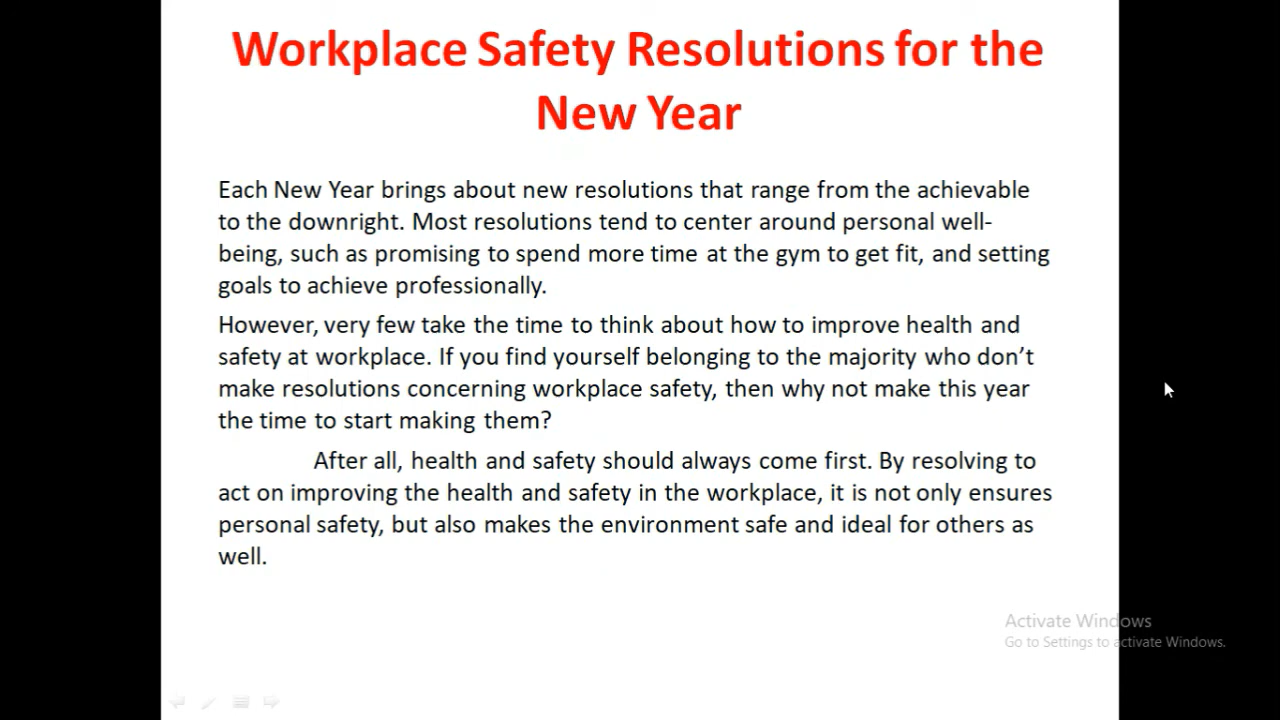 Workplace Safety Resolutions for the
New Year
Each New Year brings about new resolutions that range from the achievable
to the downright. Most resolutions tend to center around personal well-
being, such as promising to spend more time at the gym to get fit, and setting
goals to achieve professionally.
However, very few take the time to think about how to improve health and
safety at workplace. If you find yourself belonging to the majority who don’t
make resolutions concerning workplace safety, then why not make this year
the time to start making them?
After all, health and safety should always come first. By resolving to
act on improving the health and safety in the workplace, it is not only ensures
personal safety, but also makes the environment safe and ideal for others as
well.
Activate Windows
Go to Settings to activate Windows.